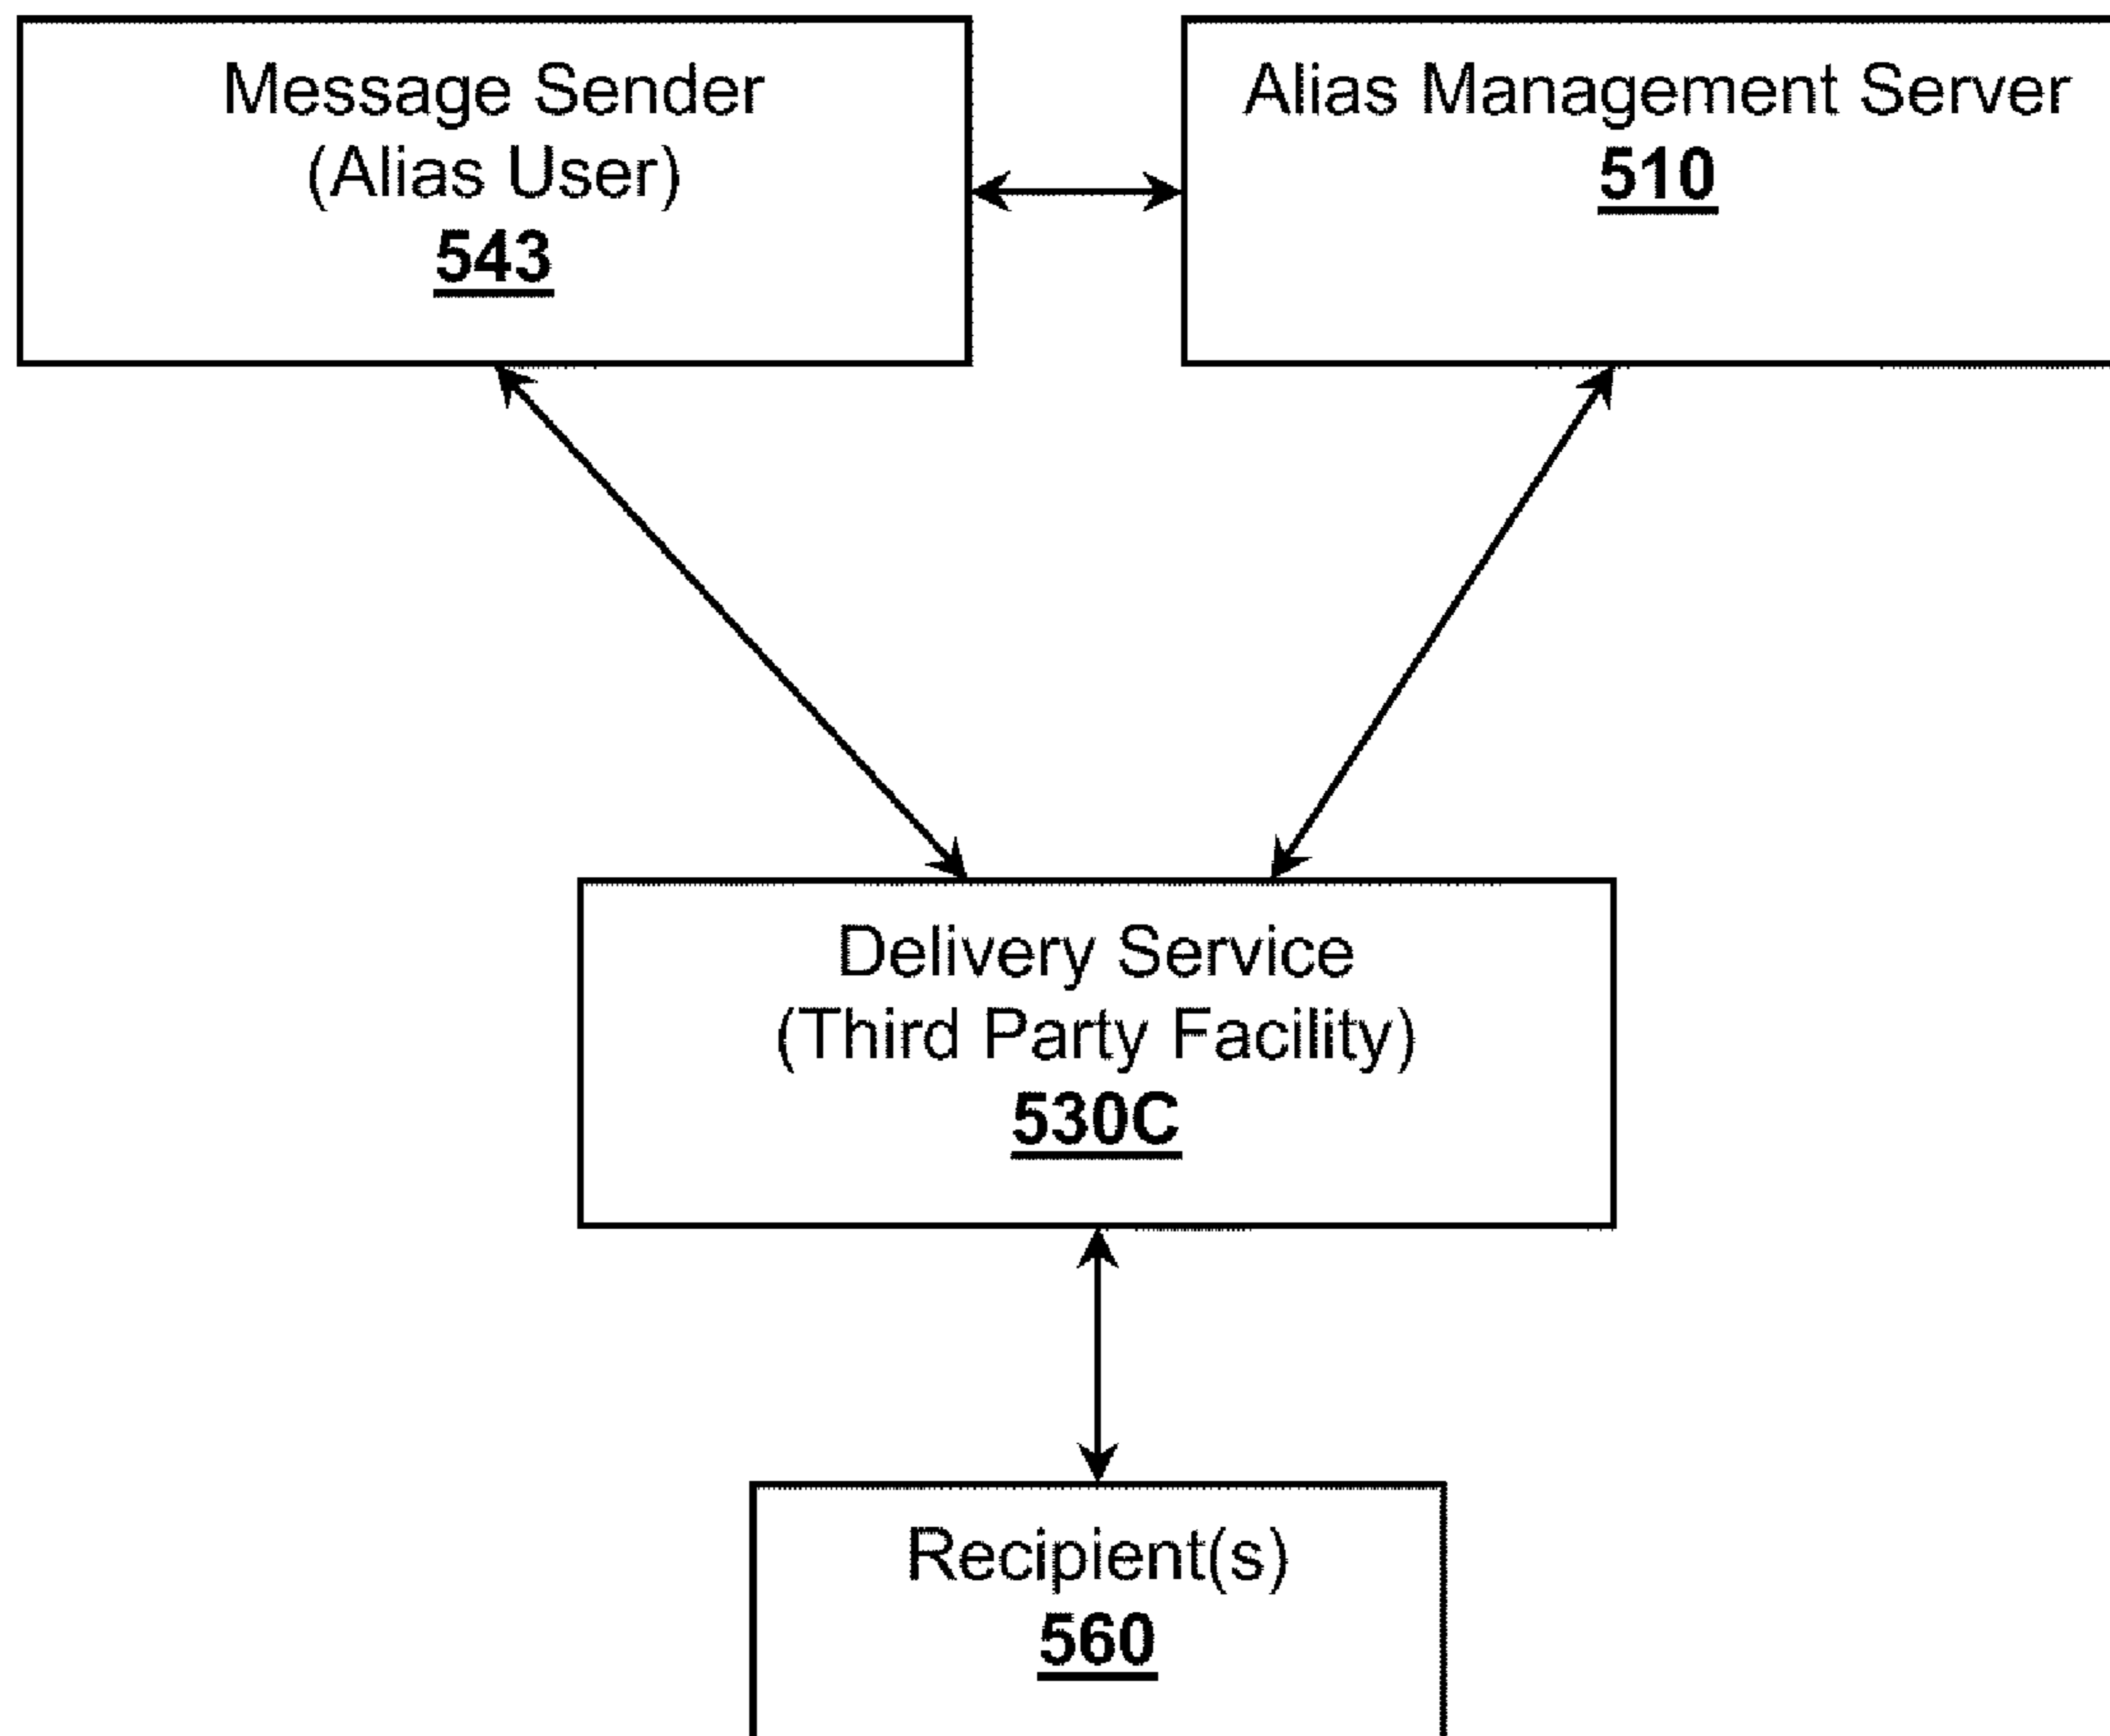 Message Sender
(Alias User)
543
Alias Management Server
510
Delivery Service
(Third Party Facility)
530C
Recipient(s)
560